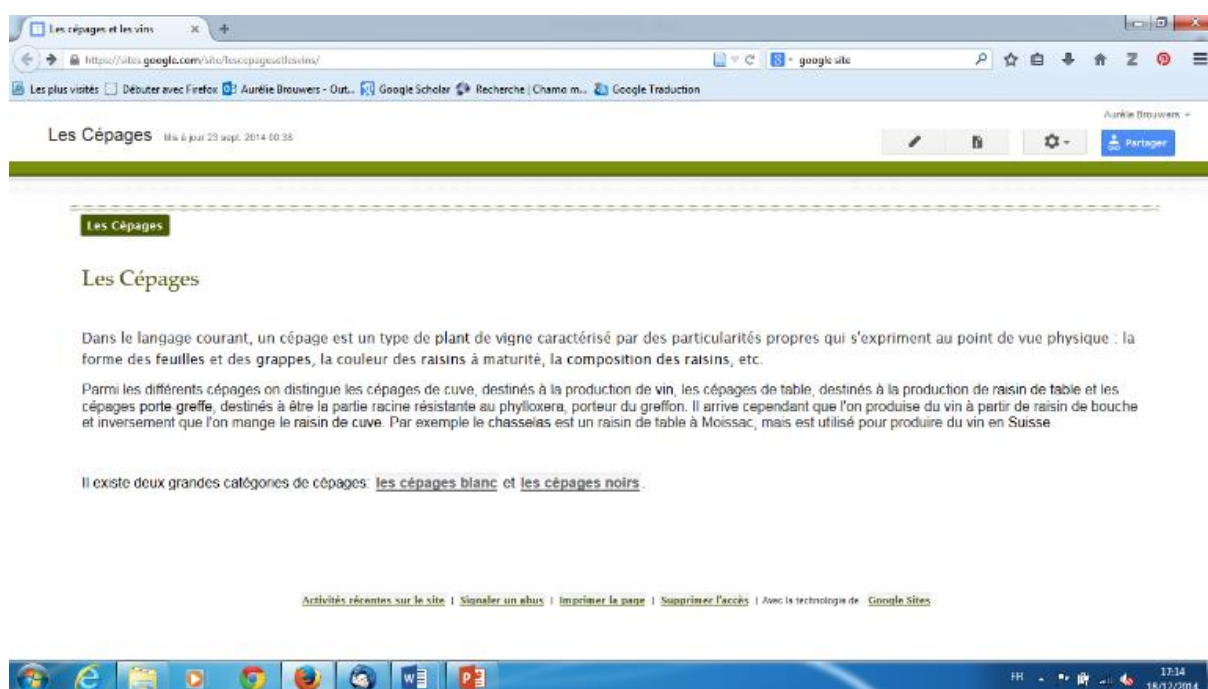 Les cépages et les vins
https://sites.google.com/site/lescepagesetlesvins/
google site
Les plus visités Débuter avec Firefox Aurélie Brouwers - Out... Google Scholar Recherche | Chamo m... Google Traduction
Aurélie Brouwers
Les Cépages Mis à jour 23 sept. 2014 00:38
Partager
Les Cépages
Les Cépages
Dans le langage courant, un cépage est un type de plant de vigne caractérisé par des particularités propres qui s'expriment au point de vue physique : la
forme des feuilles et des grappes, la couleur des raisins à maturité, la composition des raisins, etc.
Parmi les différents cépages on distingue les cépages de cuve, destinés à la production de vin, les cépages de table, destinés à la production de raisin de table et les
cépages porte-greffe, destinés à être la partie racine résistante au phylloxera, porteur du greffon. Il arrive cependant que l'on produise du vin à partir de raisin de bouche
et inversement que l'on mange le raisin de cuve. Par exemple le chasselas est un raisin de table à Moissac, mais est utilisé pour produire du vin en Suisse.
Il existe deux grandes catégories de cépages: les cépages blanc et les cépages noirs.
Activités récentes sur le site | Signaler un abus | Imprimer la page | Supprimer l'accès | Avec la technologie de Google Sites
FR
17:14
18/12/2014